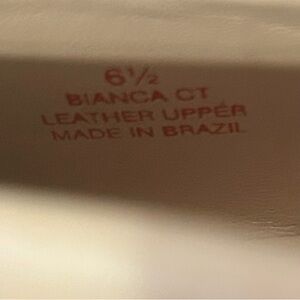 6½
BIANCA CT
LEATHER UPPER
MADE IN BRAZIL